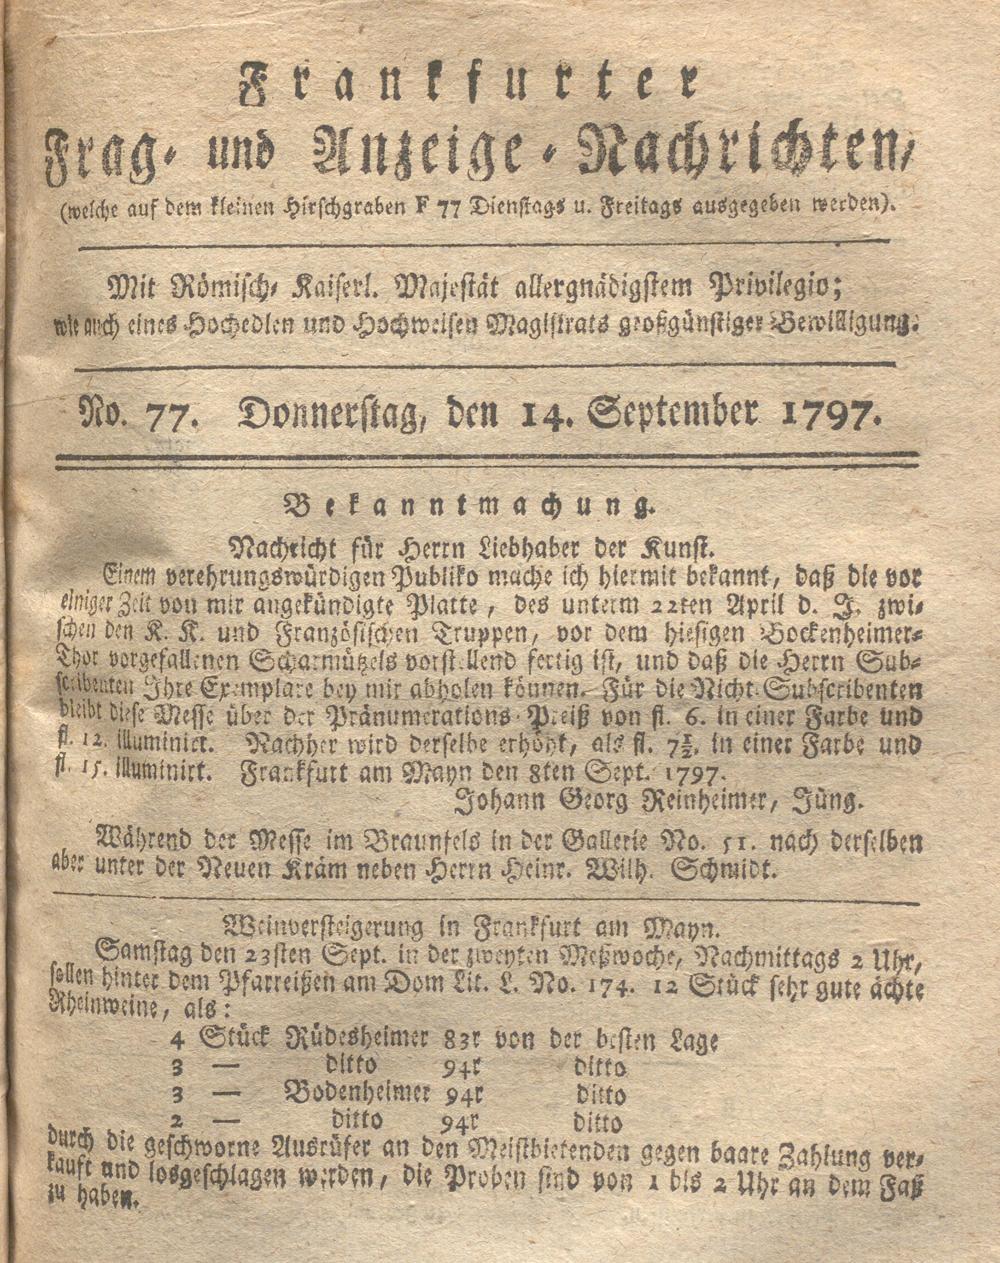 Frankfurter
Frag- und Anzeige-Nachrichten,
(welche auf dem kleinen Hirschgraben F 77 Dienstags u. Freitags ausgegeben werden).
Mit Römisch- Kaiserl. Majestät allergnädigstem Privilegio;
wie auch eines Hochedlen und Hochweisen Magistrats großgünstiger Bewilligung.
No. 77. Donnerstag, den 14. September 1797.
Bekanntmachung.
Nachricht für Herrn Liebhaber der Kunst.
Einem verehrungswürdigen Publiko mache ich hiermit bekannt, daß die vor
einiger Zeit von mir angekündigte Platte, des unterm 22ten April d. J. zwi-
schen den K. K. und Französischen Truppen, vor dem hiesigen Bockenheimer-
Thor vorgefallenen Scharmützels vorstellend fertig ist, und daß die Herrn Sub-
scribenten Ihre Exemplare bey mir abholen können. Für die Nicht-Subscribenten
bleibt diese Messe über der Pränumerations-Preiß von fl. 6. in einer Farbe und
fl. 12. illuminirt. Nachher wird derselbe erhöht, als fl. 7½. in einer Farbe und
fl. 15. illuminirt. Frankfurt am Mayn den 8ten Sept. 1797.
Johann Georg Reinheimer, Jüng.
Während der Messe im Braunfels in der Gallerie No. 51. nach derselben
aber unter der Neuen Kräm neben Herrn Heinr. Wilh. Schmidt.
Weinversteigerung in Frankfurt am Mayn.
Samstag den 23sten Sept. in der zweyten Meßwoche, Nachmittags 2 Uhr,
sollen hinter dem Pfarreißen am Dom Lit. L. No. 174. 12 Stück sehr gute ächte
Rheinweine, als:
4 Stück Rüdesheimer 83r von der besten Lage
3 — ditto 94r ditto
3 — Bodenheimer 94r ditto
2 — ditto 94r ditto
durch die geschworne Ausrüfer an den Meistbietenden gegen baare Zahlung ver-
kauft und losgeschlagen werden, die Proben sind von 1 bis 2 Uhr an dem Faß
zu haben.